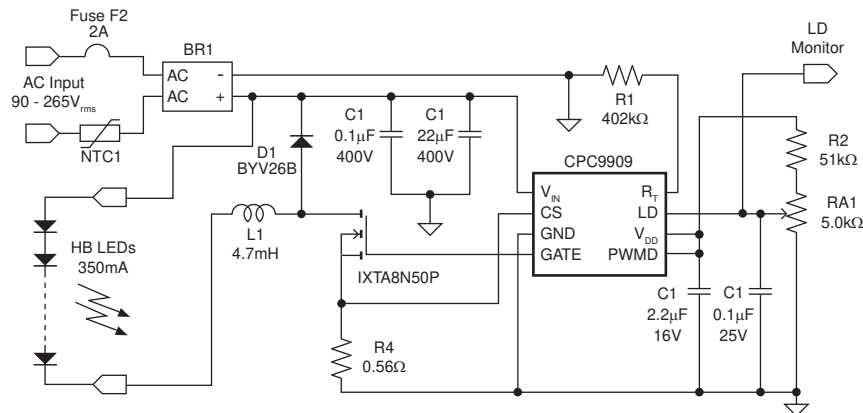 Fuse F2
2A
BR1
LD
Monitor
AC
-
AC
+
AC Input
90 - 265Vrms
NTC1
R1
402kΩ
C1
0.1μF
400V
C1
22μF
400V
D1
BYV26B
CPC9909
R2
51kΩ
VIN
RT
CS
LD
GND
VDD
GATE
PWMD
RA1
5.0kΩ
L1
4.7mH
HB LEDs
350mA
IXTA8N50P
C1
2.2μF
16V
C1
0.1μF
25V
R4
0.56Ω